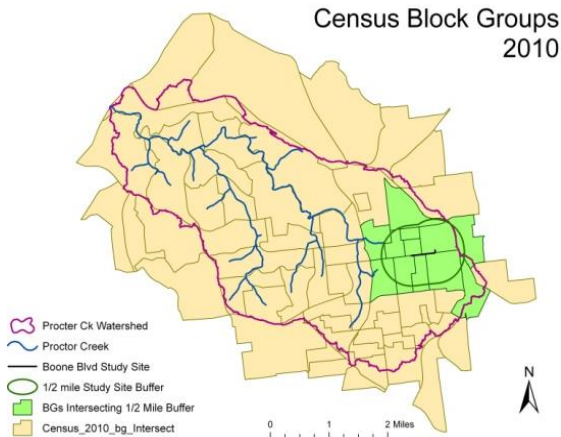 Census Block Groups
2010
Procter Ck Watershed
Proctor Creek
Boone Blvd Study Site
1/2 mile Study Site Buffer
BGs Intersecting 1/2 Mile Buffer
Census_2010_bg_Intersect
0 1 2 Miles
N